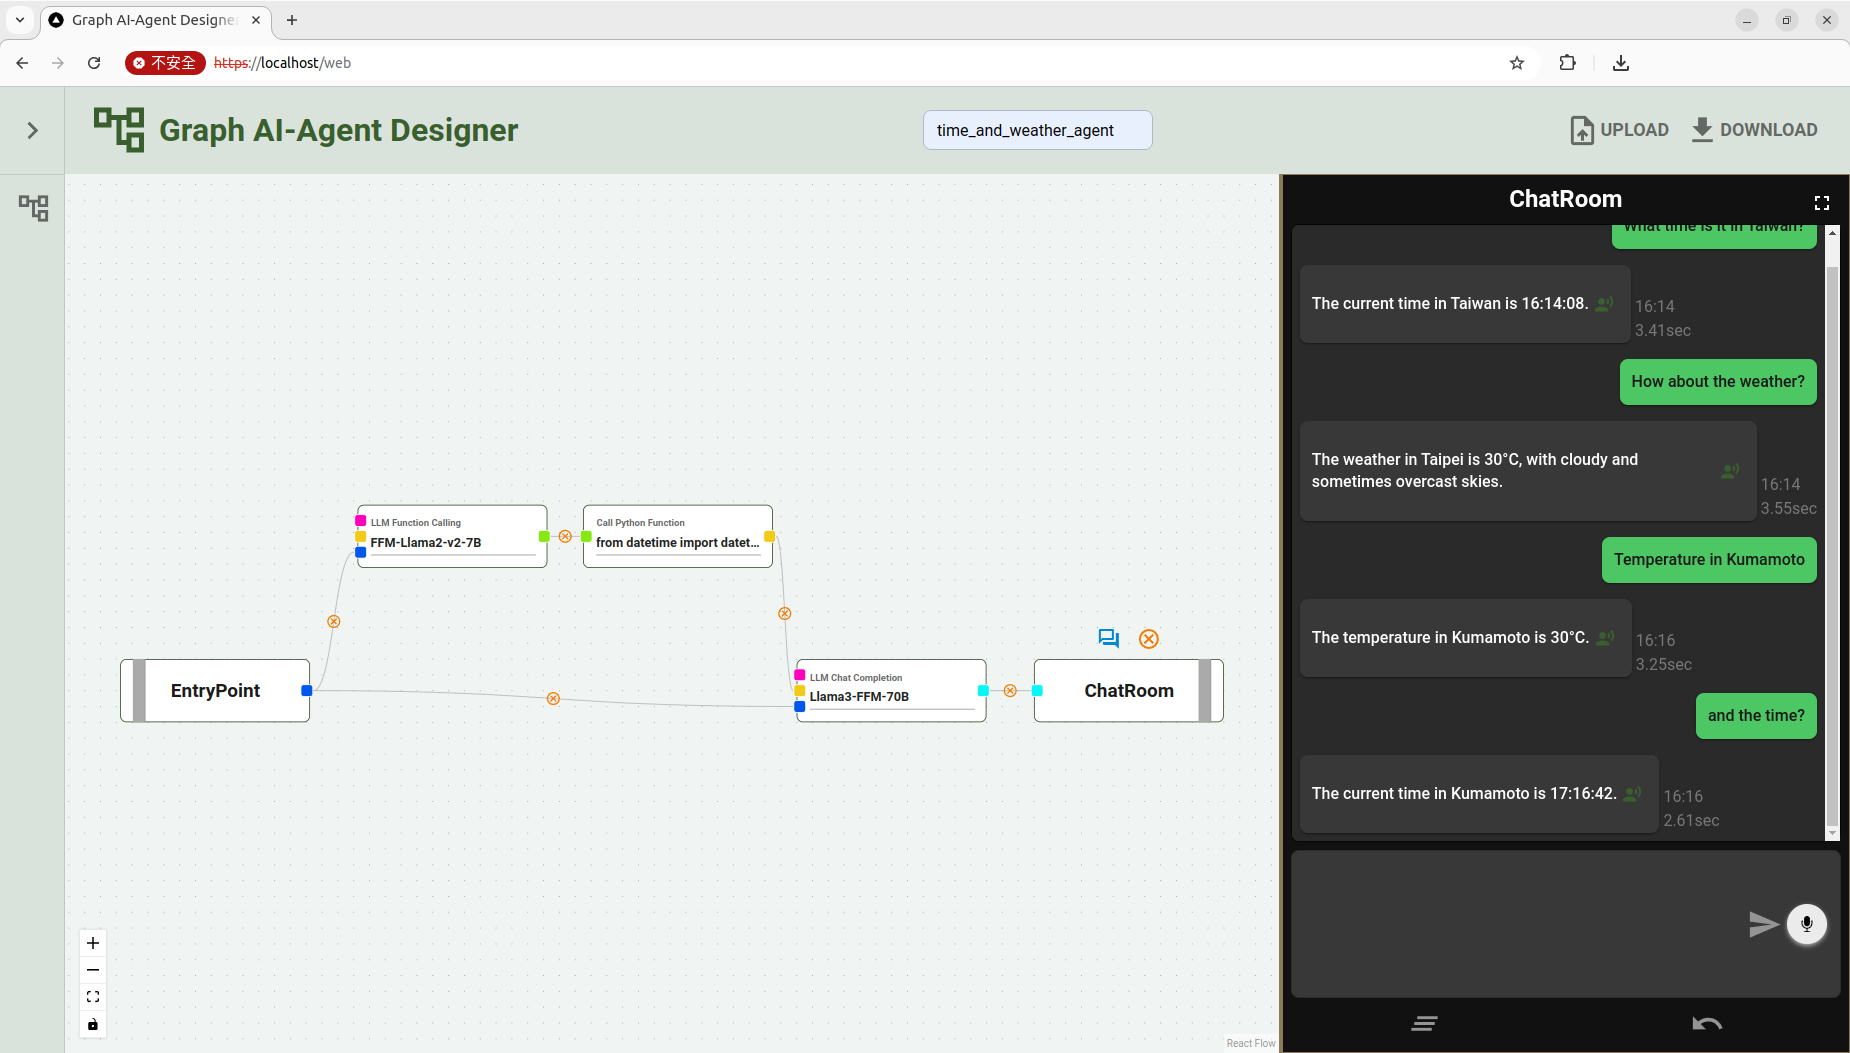 Graph AI-Agent Designe
不安全
https://localhost/web
Graph AI-Agent Designer
time_and_weather_agent
UPLOAD
DOWNLOAD
LLM Function Calling
FFM-Llama2-v2-7B
Call Python Function
from datetime import datet...
EntryPoint
LLM Chat Completion
Llama3-FFM-70B
ChatRoom
React Flow
ChatRoom
What time is it in Taiwan?
The current time in Taiwan is 16:14:08.
16:14
3.41sec
How about the weather?
The weather in Taipei is 30°C, with cloudy and
sometimes overcast skies.
16:14
3.55sec
Temperature in Kumamoto
The temperature in Kumamoto is 30°C.
16:16
3.25sec
and the time?
The current time in Kumamoto is 17:16:42.
16:16
2.61sec